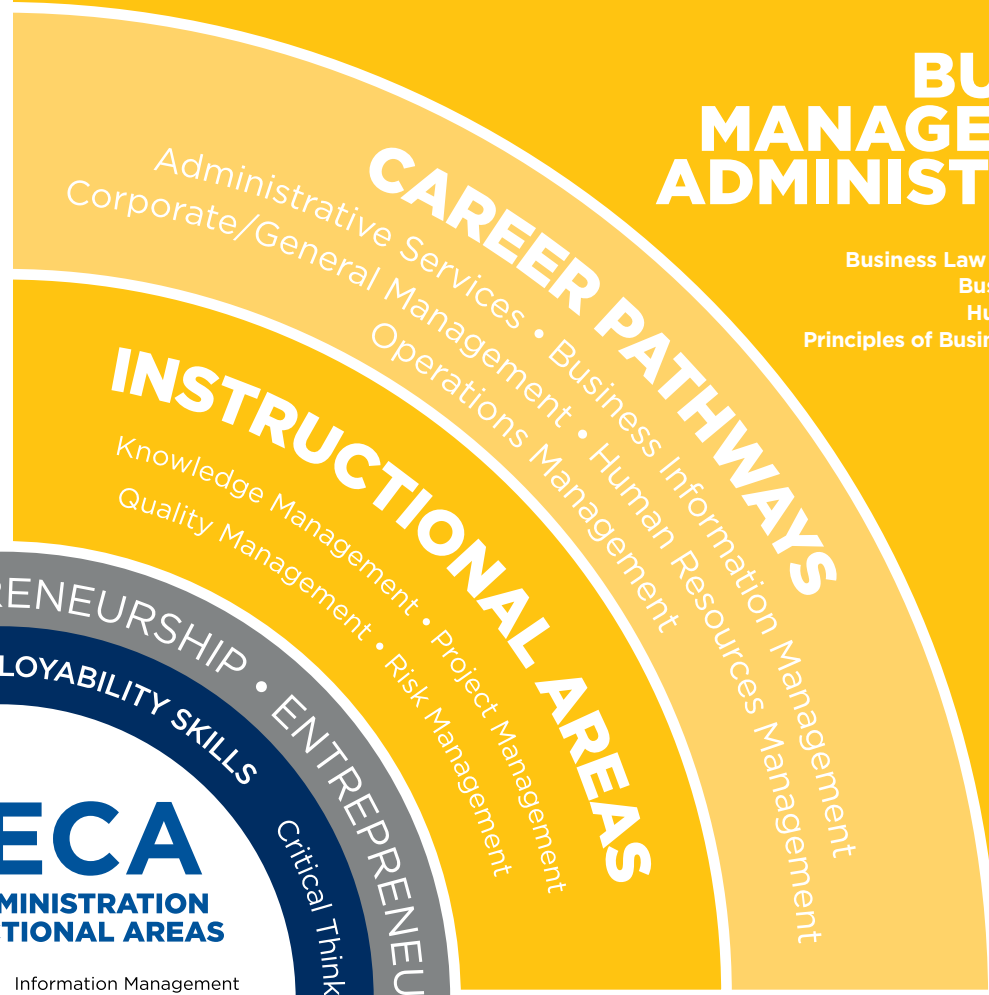 BU
MANAGE
ADMINIST
Business Law
Bus
Hu
Principles of Busin
CAREER PATHWAYS
Administrative Services • Business Information Management
Corporate/General Management • Human Resources Management
Operations Management
INSTRUCTIONAL AREAS
Knowledge Management • Project Management
Quality Management • Risk Management
RENEURSHIP • ENTREPRENEU
LOYABILITY SKILLS
Critical Think
ECA
MINISTRATION
TIONAL AREAS
Information Management